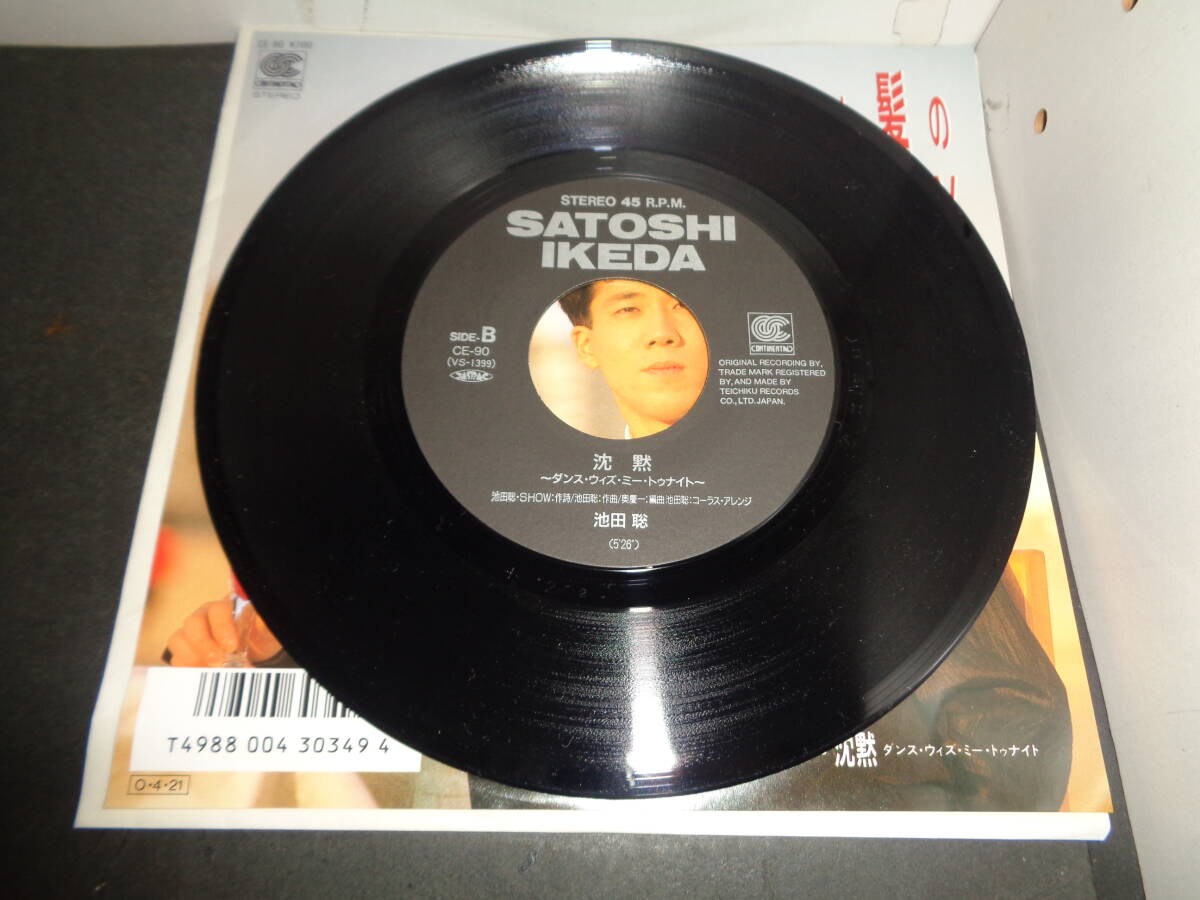 CE-90 ¥700
CONTINENTAL
STEREO
髪の
STEREO 45 R.P.M.
SATOSHI
IKEDA
SIDE-B
CE-90
(VS-1399)
CONTINENTAL
ORIGINAL RECORDING BY,
TRADE MARK REGISTERED
BY, AND MADE BY
TEICHIKU RECORDS
CO., LTD. JAPAN.
沈黙
〜ダンス・ウィズ・ミー・トゥナイト〜
池田聡・SHOW:作詩/池田聡:作曲/奥慶一:編曲 池田聡:コーラス・アレンジ
池田 聡
(5'26")
T4988 004 30349 4
沈黙 ダンス・ウィズ・ミー・トゥナイト
O・4・21